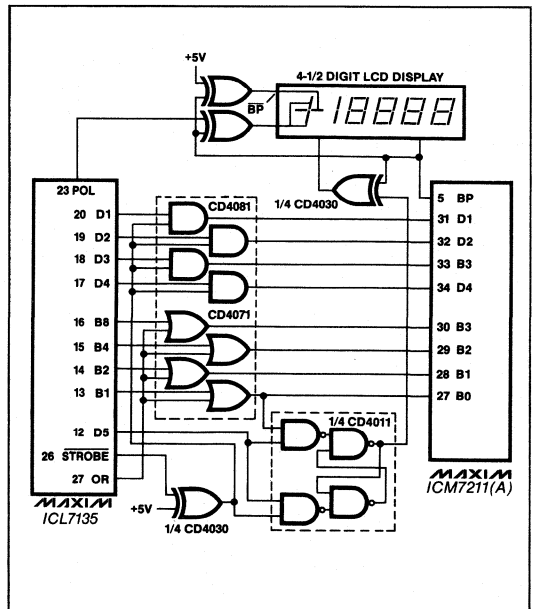 +5V
4-1/2 DIGIT LCD DISPLAY
BP
18888
23 POL
CD4081
1/4 CD4030
5 BP
20 D1
31 D1
19 D2
32 D2
18 D3
33 B3
17 D4
34 D4
CD4071
16 B8
30 B3
15 B4
29 B2
14 B2
28 B1
13 B1
27 B0
12 D5
1/4 CD4011
26 STROBE
27 OR
MAXIM
ICL7135
+5V
1/4 CD4030
MAXIM
ICM7211(A)